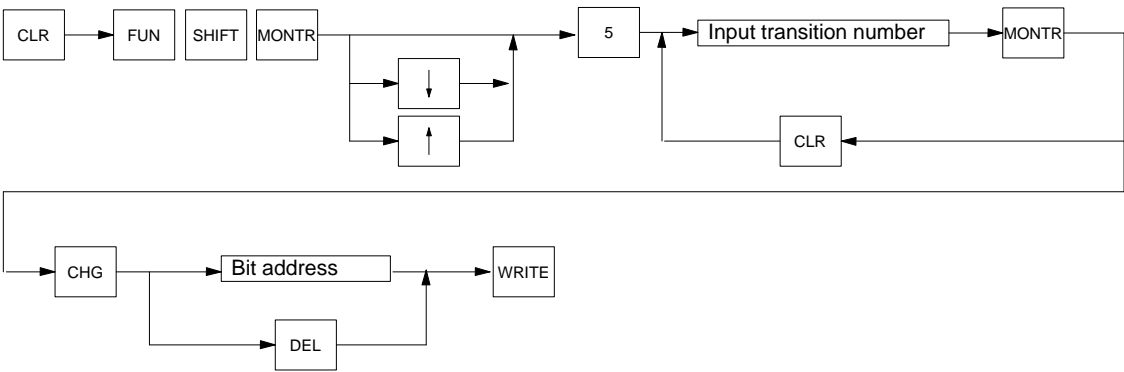 CLR FUN SHIFT MONTR 5 Input transition number MONTR
CLR
CHG Bit address WRITE
DEL